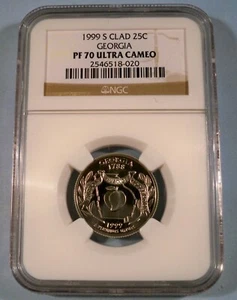 1999 S CLAD 25C
GEORGIA
PF 70 ULTRA CAMEO
2546518-020
NGC
GEORGIA
1788
1999